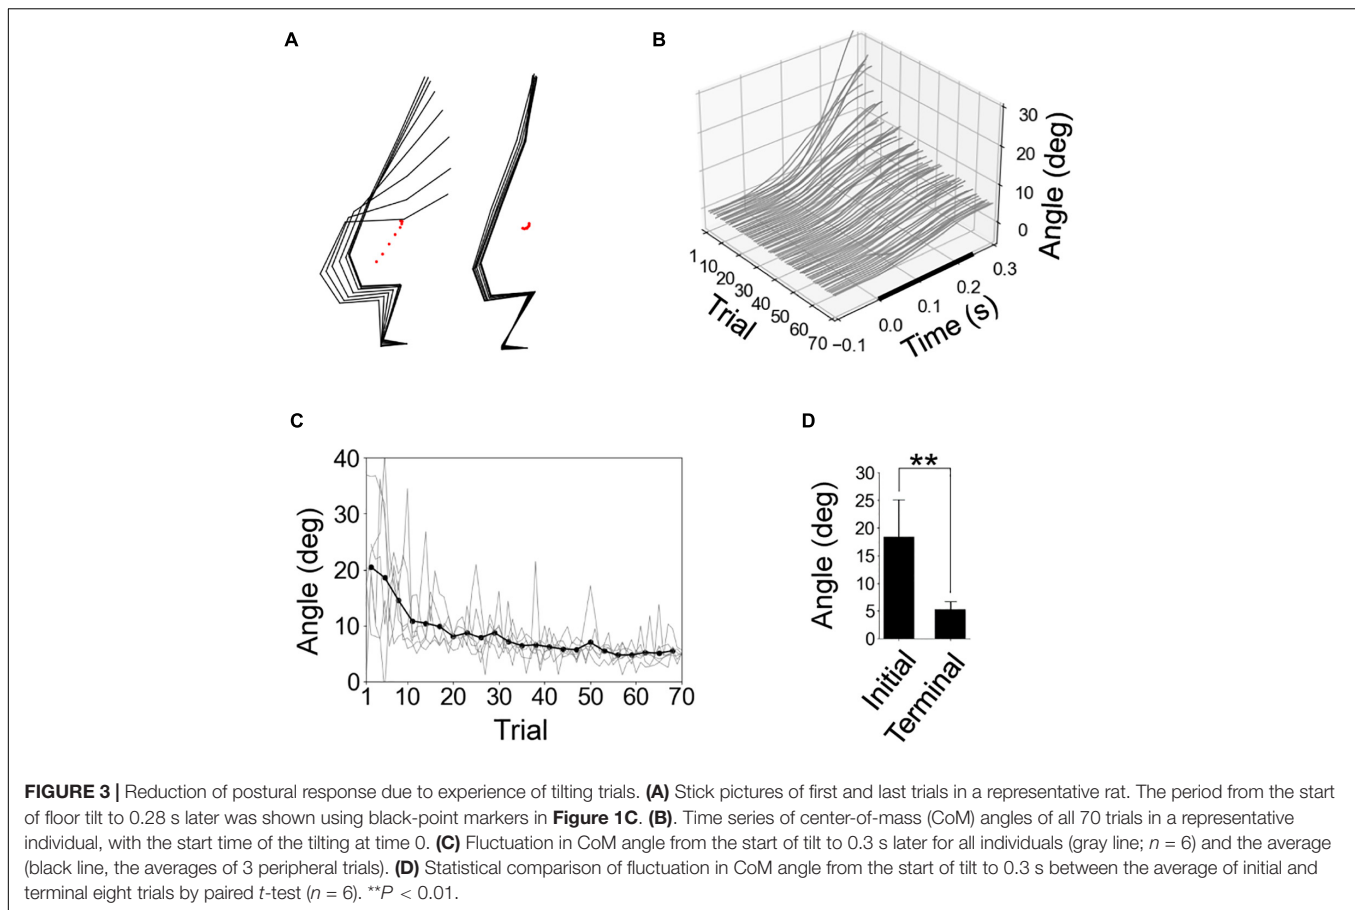 A
B
30
20
10
0
Angle (deg)
1
10
20
30
40
50
60
70
Trial
−0.1
0.0
0.1
0.2
0.3
Time (s)
C
40
30
20
10
0
Angle (deg)
1 10 20 30 40 50 60 70
Trial
D
**
30
25
20
15
10
5
0
Angle (deg)
Initial
Terminal
FIGURE 3 | Reduction of postural response due to experience of tilting trials. (A) Stick pictures of first and last trials in a representative rat. The period from the start
of floor tilt to 0.28 s later was shown using black-point markers in Figure 1C. (B). Time series of center-of-mass (CoM) angles of all 70 trials in a representative
individual, with the start time of the tilting at time 0. (C) Fluctuation in CoM angle from the start of tilt to 0.3 s later for all individuals (gray line; n = 6) and the average
(black line, the averages of 3 peripheral trials). (D) Statistical comparison of fluctuation in CoM angle from the start of tilt to 0.3 s between the average of initial and
terminal eight trials by paired t-test (n = 6). **P < 0.01.